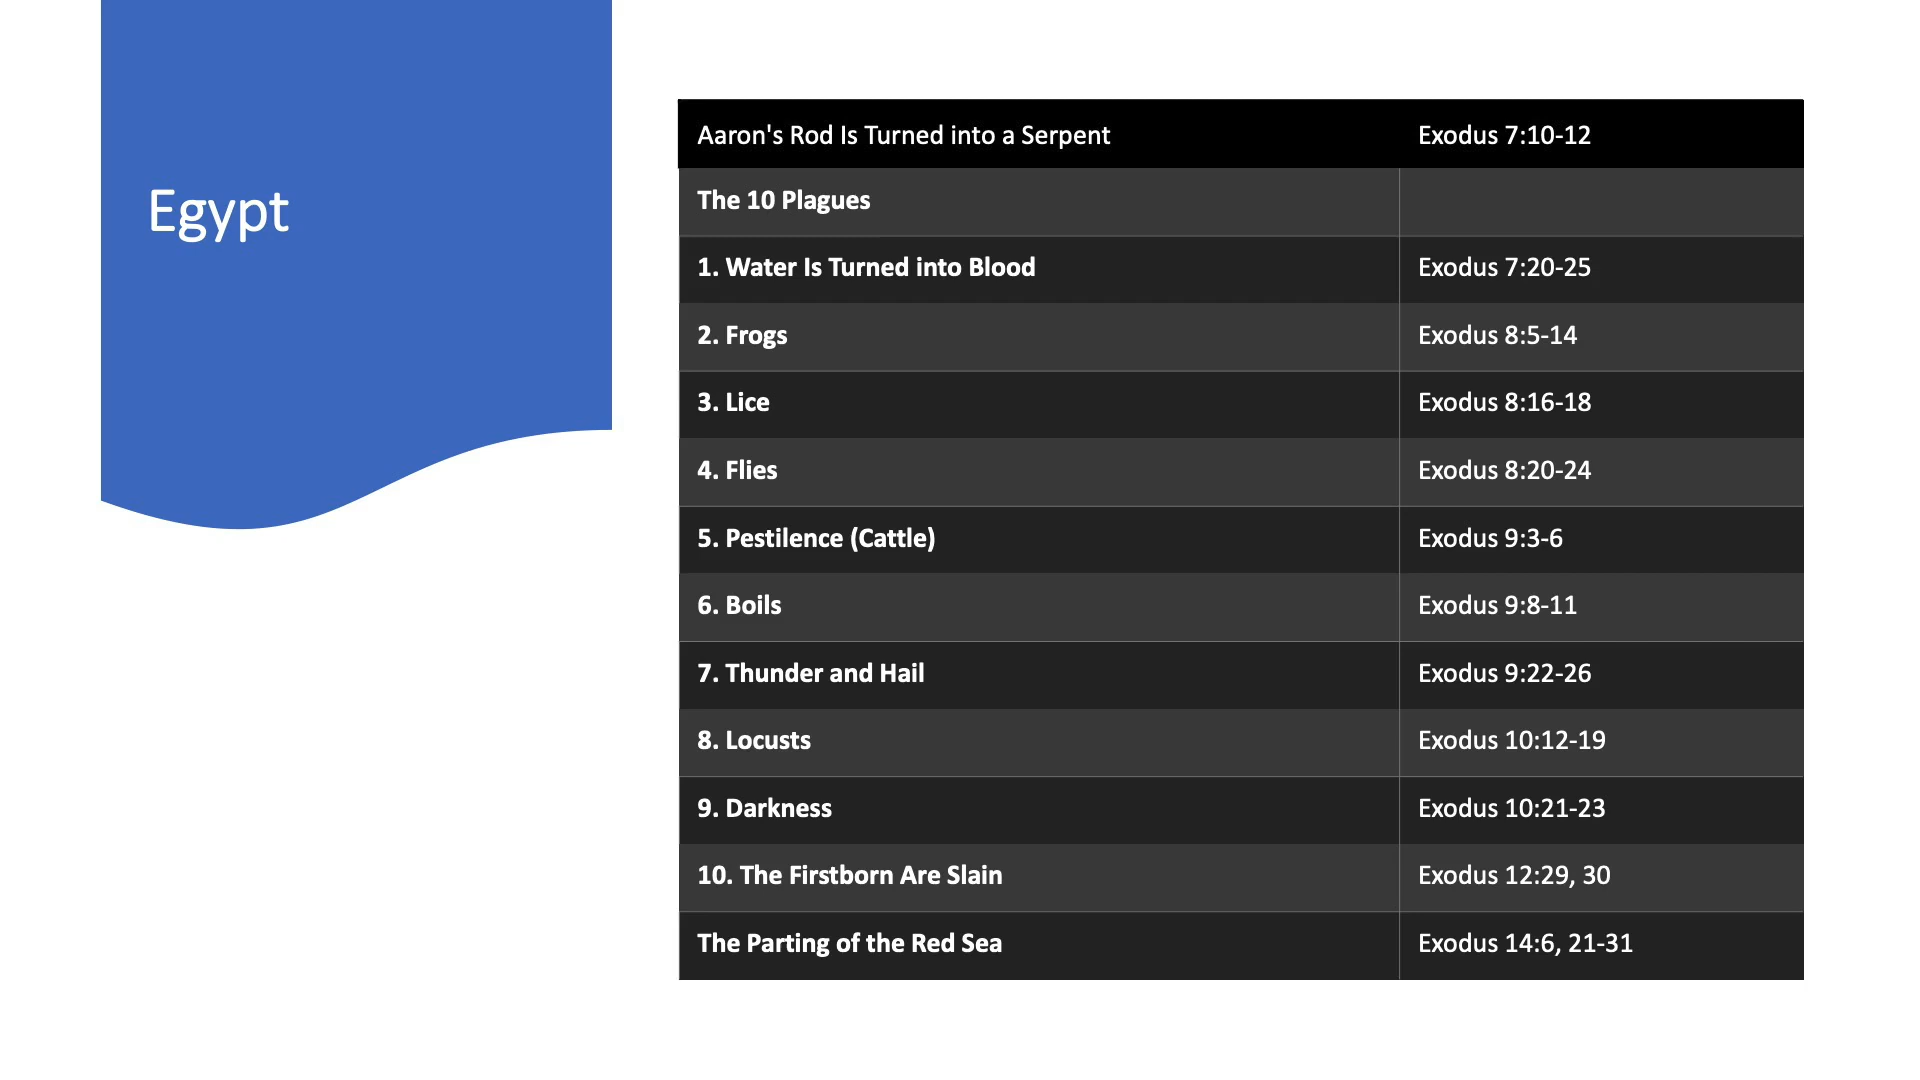 Egypt
Aaron's Rod Is Turned into a Serpent Exodus 7:10-12
The 10 Plagues
1. Water Is Turned into Blood Exodus 7:20-25
2. Frogs Exodus 8:5-14
3. Lice Exodus 8:16-18
4. Flies Exodus 8:20-24
5. Pestilence (Cattle) Exodus 9:3-6
6. Boils Exodus 9:8-11
7. Thunder and Hail Exodus 9:22-26
8. Locusts Exodus 10:12-19
9. Darkness Exodus 10:21-23
10. The Firstborn Are Slain Exodus 12:29, 30
The Parting of the Red Sea Exodus 14:6, 21-31